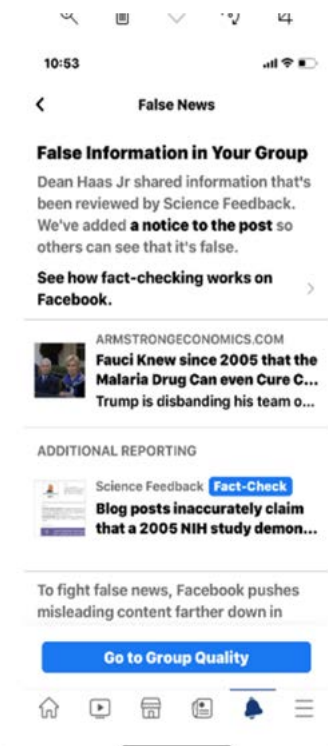 10:53
False News
False Information in Your Group
Dean Haas Jr shared information that's
been reviewed by Science Feedback.
We've added a notice to the post so
others can see that it's false.
See how fact-checking works on
Facebook.
ARMSTRONGECONOMICS.COM
Fauci Knew since 2005 that the
Malaria Drug Can even Cure C...
Trump is disbanding his team o...
ADDITIONAL REPORTING
Science Feedback Fact-Check
Blog posts inaccurately claim
that a 2005 NIH study demon...
To fight false news, Facebook pushes
misleading content farther down in
Go to Group Quality